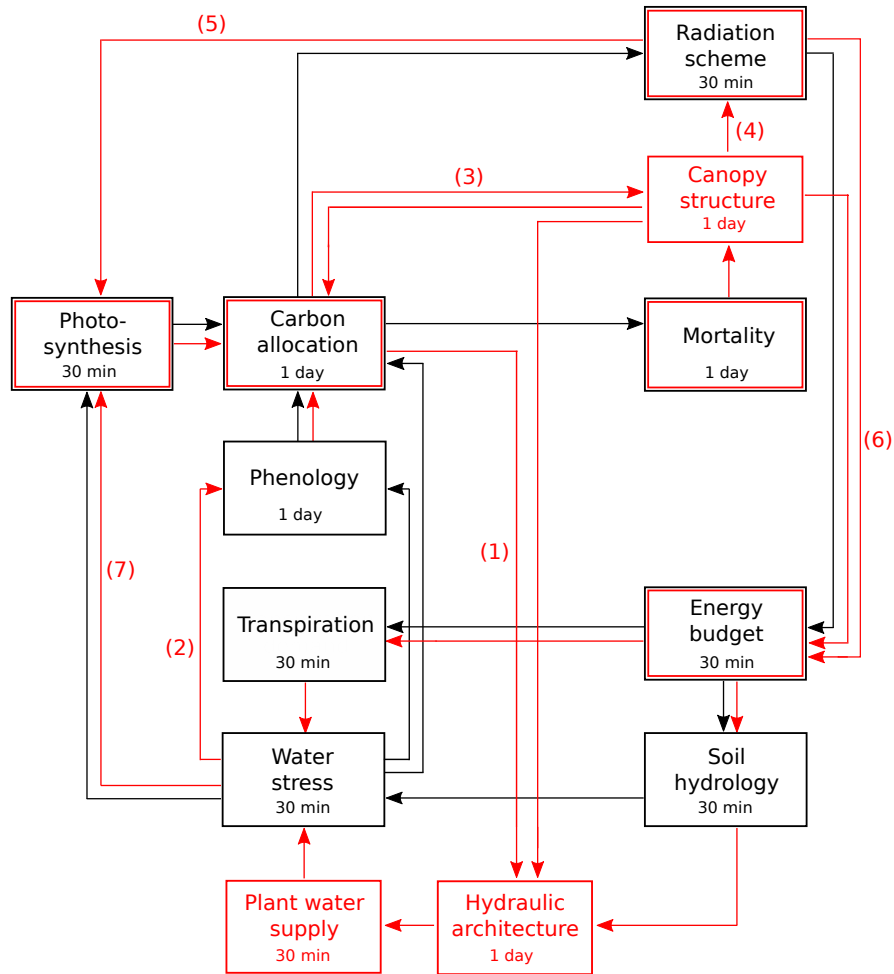 (5)
Radiation
scheme
30 min
(4)
(3)
Canopy
structure
1 day
Photo-
synthesis
30 min
Carbon
allocation
1 day
Mortality
1 day
(6)
Phenology
1 day
(1)
(7)
(2)
Transpiration
30 min
Energy
budget
30 min
Water
stress
30 min
Soil
hydrology
30 min
Plant water
supply
30 min
Hydraulic
architecture
1 day